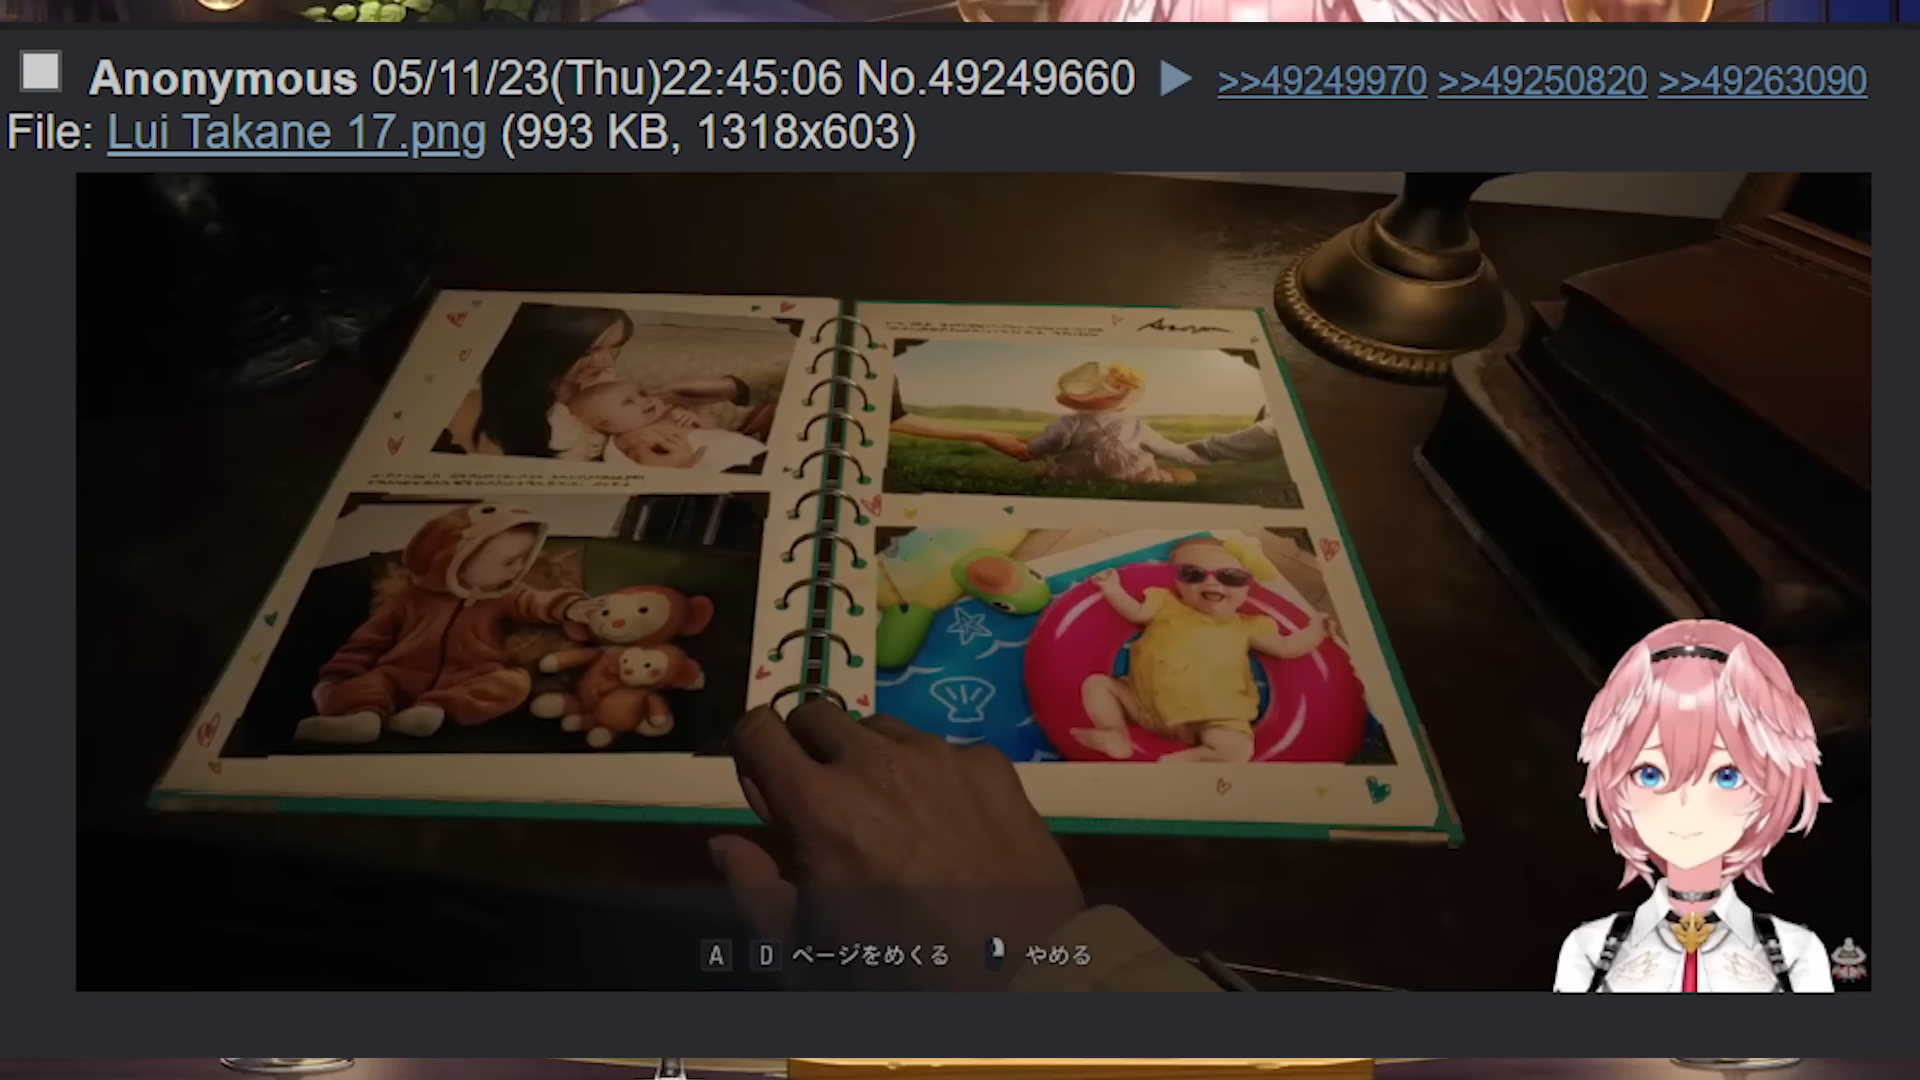 Anonymous 05/11/23(Thu)22:45:06 No.49249660 ▶ >>49249970 >>49250820 >>49263090
File: Lui Takane 17.png (993 KB, 1318x603)
A D ページをめくる やめる